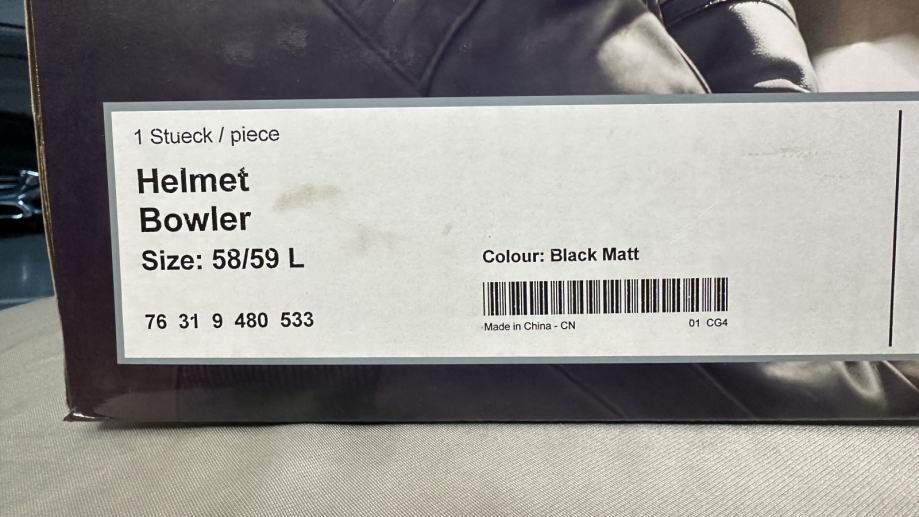 1 Stueck / piece
Helmet
Bowler
Size: 58/59 L
76 31 9 480 533
Colour: Black Matt
Made in China - CN 01 CG4